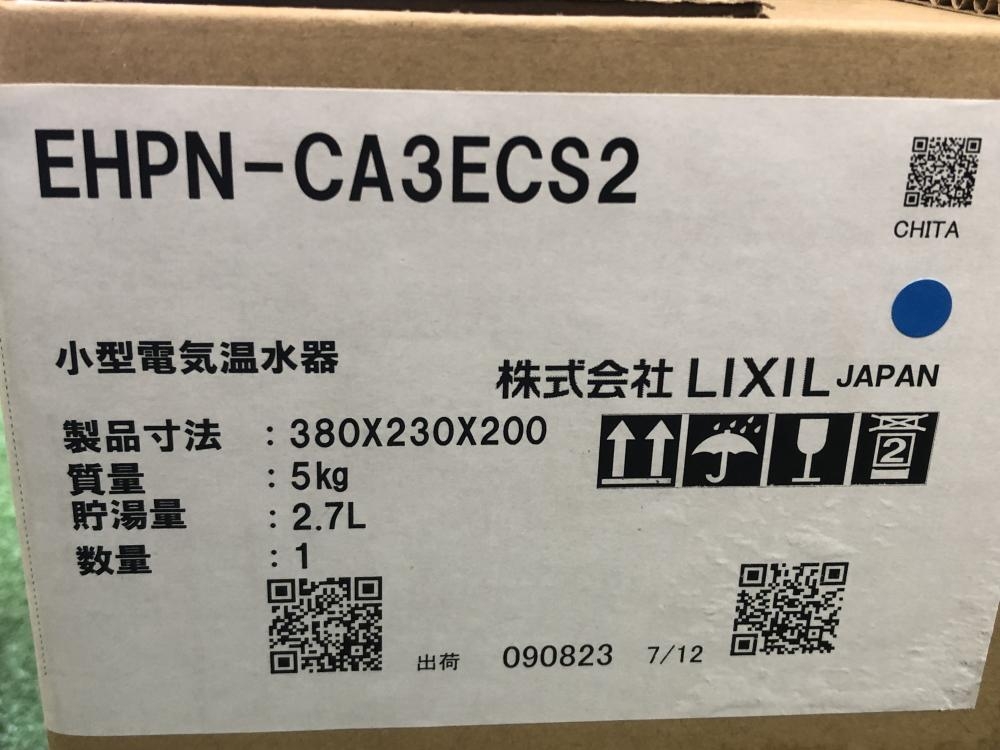 EHPN-CA3ECS2
CHITA
小型電気温水器
株式会社 LIXIL JAPAN
製品寸法 : 380X230X200
質量 : 5kg
貯湯量 : 2.7L
数量 : 1
2
出荷 090823 7/12